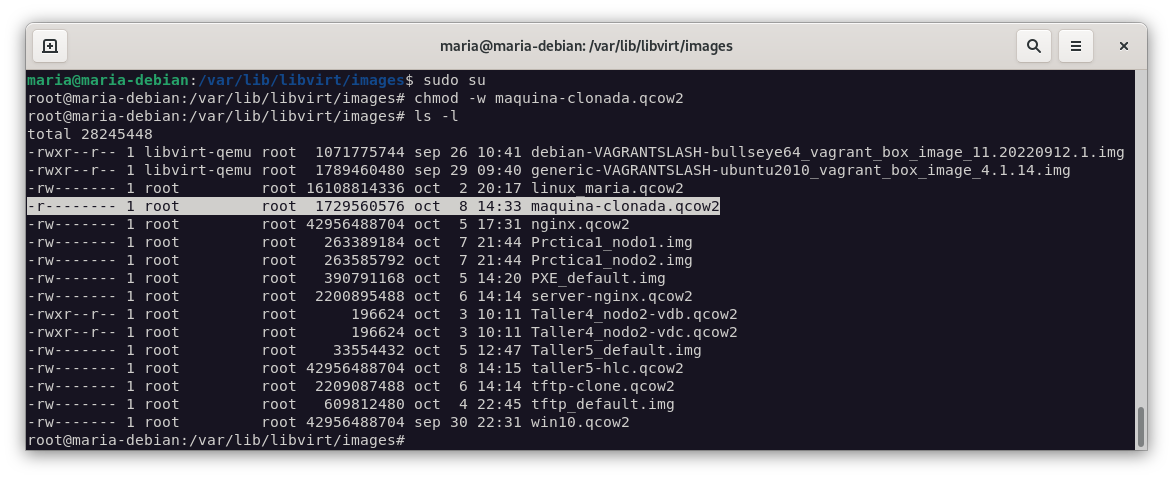 maria@maria-debian: /var/lib/libvirt/images
maria@maria-debian:/var/lib/libvirt/images$ sudo su
root@maria-debian:/var/lib/libvirt/images# chmod -w maquina-clonada.qcow2
root@maria-debian:/var/lib/libvirt/images# ls -l
total 28245448
-rwxr--r-- 1 libvirt-qemu root  1071775744 sep 26 10:41 debian-VAGRANTSLASH-bullseye64_vagrant_box_image_11.20220912.1.img
-rwxr--r-- 1 libvirt-qemu root  1789460480 sep 29 09:40 generic-VAGRANTSLASH-ubuntu2010_vagrant_box_image_4.1.14.img
-rw------- 1 root         root 16108814336 oct  2 20:17 linux maria.qcow2
-r-------- 1 root         root  1729560576 oct  8 14:33 maquina-clonada.qcow2
-rw------- 1 root         root 42956488704 oct  5 17:31 nginx.qcow2
-rw------- 1 root         root   263389184 oct  7 21:44 Prctica1_nodo1.img
-rw------- 1 root         root   263585792 oct  7 21:44 Prctica1_nodo2.img
-rw------- 1 root         root   390791168 oct  5 14:20 PXE_default.img
-rw------- 1 root         root  2200895488 oct  6 14:14 server-nginx.qcow2
-rwxr--r-- 1 root         root      196624 oct  3 10:11 Taller4_nodo2-vdb.qcow2
-rwxr--r-- 1 root         root      196624 oct  3 10:11 Taller4_nodo2-vdc.qcow2
-rw------- 1 root         root    33554432 oct  5 12:47 Taller5_default.img
-rw------- 1 root         root 42956488704 oct  8 14:15 taller5-hlc.qcow2
-rw------- 1 root         root  2209087488 oct  6 14:14 tftp-clone.qcow2
-rw------- 1 root         root   609812480 oct  4 22:45 tftp_default.img
-rw------- 1 root         root 42956488704 sep 30 22:31 win10.qcow2
root@maria-debian:/var/lib/libvirt/images#